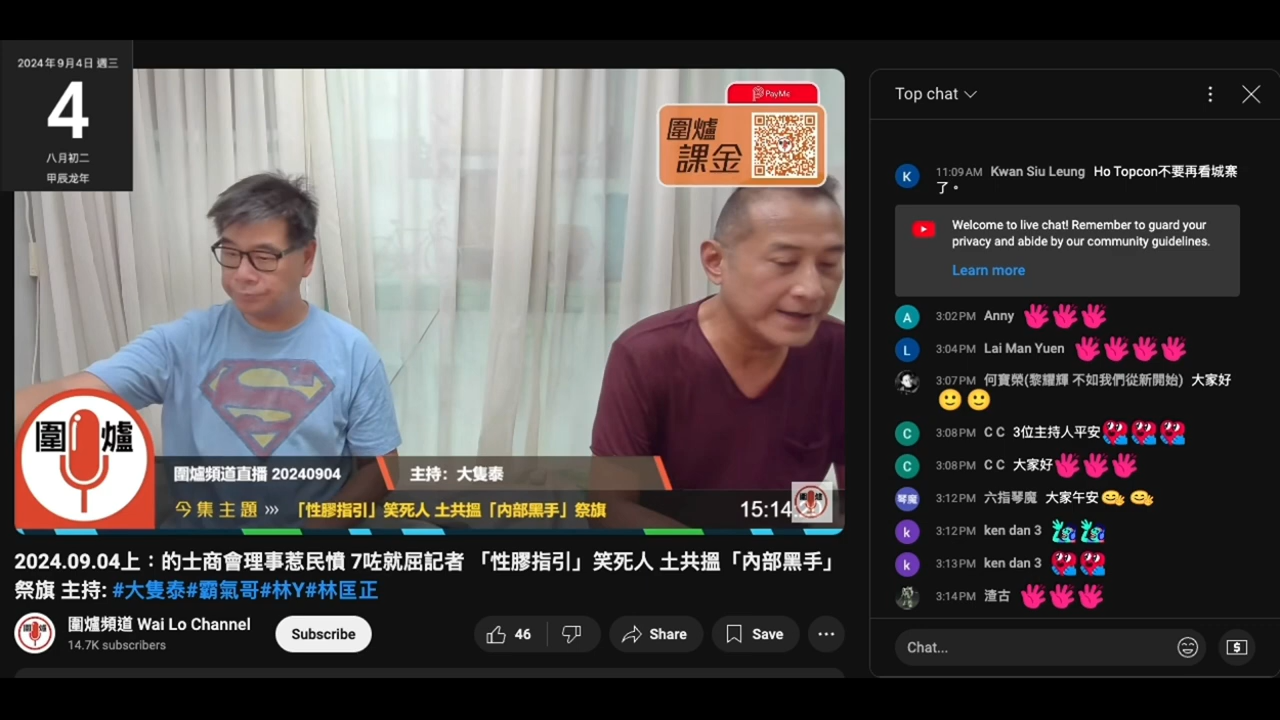 2024年9月4日 週三
4
八月初二
甲辰龙年
PayMe
圍爐
課金
圍爐
圍爐頻道直播 20240904
主持：大隻泰
今集主題 »› 「性膠指引」笑死人 土共搵「內部黑手」祭旗
15:14
2024.09.04上：的士商會理事惹民憤 7咗就屈記者 「性膠指引」笑死人 土共搵「內部黑手」
祭旗 主持: #大隻泰#霸氣哥#林Y#林匡正
圍爐頻道 Wai Lo Channel
14.7K subscribers
Subscribe
46
Share
Save
Top chat
K
11:09 AM Kwan Siu Leung Ho Topcon不要再看城寨
了。
Welcome to live chat! Remember to guard your
privacy and abide by our community guidelines.
Learn more
A 3:02 PM Anny
L 3:04 PM Lai Man Yuen
3:07 PM 何寶榮(黎耀輝 不如我們從新開始) 大家好
C 3:08 PM C C 3位主持人平安
C 3:08 PM C C 大家好
琴魔 3:12 PM 六指琴魔 大家午安
k 3:12 PM ken dan 3
k 3:13 PM ken dan 3
3:14 PM 渣古
Chat...